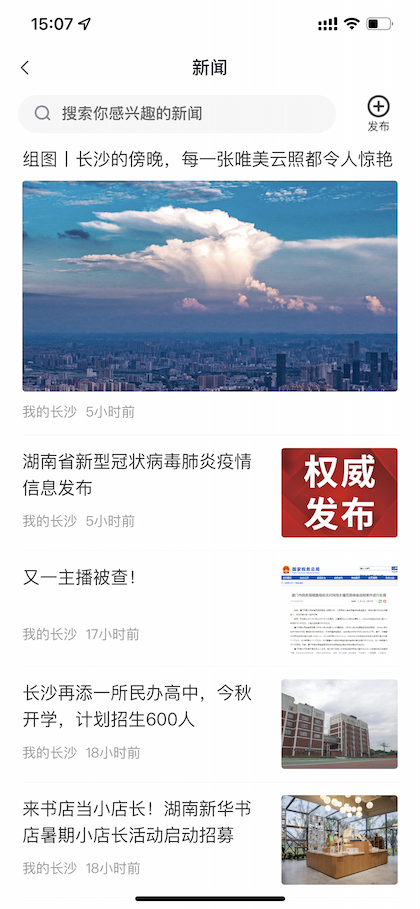 15:07
新闻
搜索你感兴趣的新闻
发布
组图丨长沙的傍晚，每一张唯美云照都令人惊艳
我的长沙 5小时前
湖南省新型冠状病毒肺炎疫情
信息发布
我的长沙 5小时前
权威
发布
又一主播被查！
我的长沙 17小时前
国家税务总局
长沙再添一所民办高中，今秋
开学，计划招生600人
我的长沙 18小时前
来书店当小店长！湖南新华书
店暑期小店长活动启动招募
我的长沙 18小时前